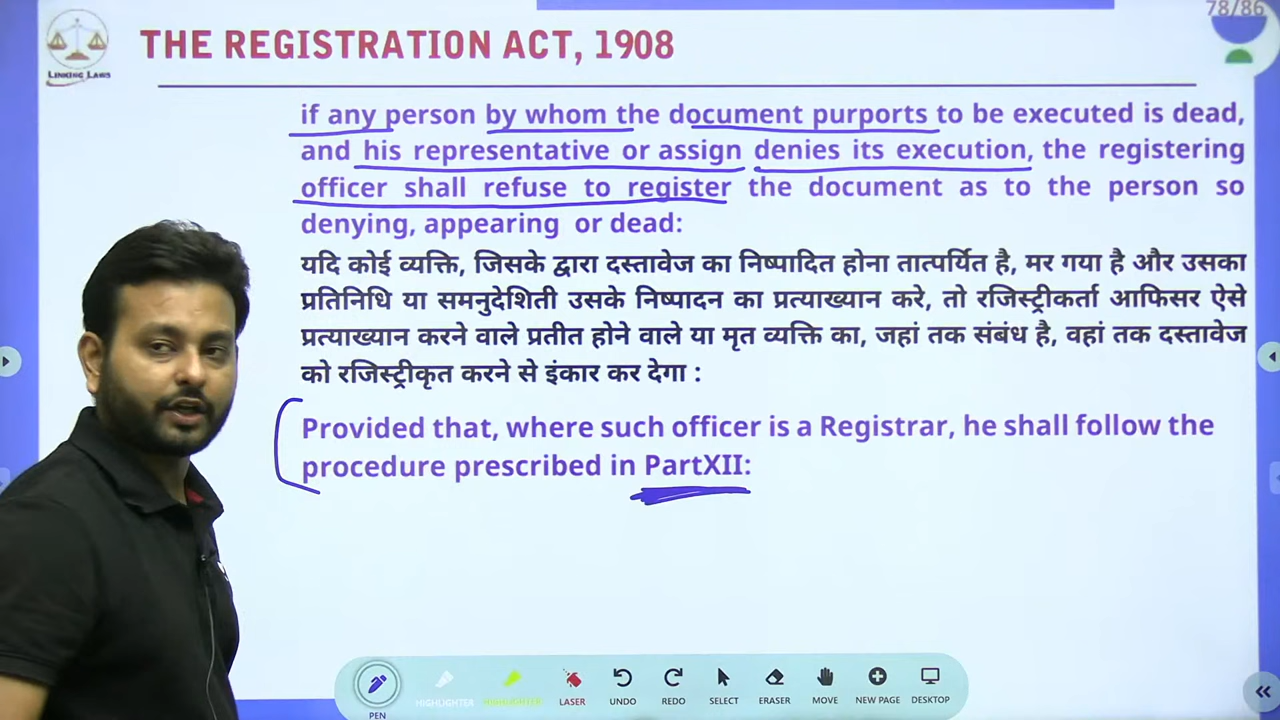 78/86
THE REGISTRATION ACT, 1908
LINKING LAWS
if any person by whom the document purports to be executed is dead,
and his representative or assign denies its execution, the registering
officer shall refuse to register the document as to the person so
denying, appearing or dead:
यदि कोई व्यक्ति, जिसके द्वारा दस्तावेज का निष्पादित होना तात्पर्यित है, मर गया है और उसका
प्रतिनिधि या समनुदेशिती उसके निष्पादन का प्रत्याख्यान करे, तो रजिस्ट्रीकर्ता आफिसर ऐसे
प्रत्याख्यान करने वाले प्रतीत होने वाले या मृत व्यक्ति का, जहां तक संबंध है, वहां तक दस्तावेज
को रजिस्ट्रीकृत करने से इंकार कर देगा :
Provided that, where such officer is a Registrar, he shall follow the
procedure prescribed in PartXII:
PEN HIGHLIGHTER HIGHLIGHTER LASER UNDO REDO SELECT ERASER MOVE NEW PAGE DESKTOP